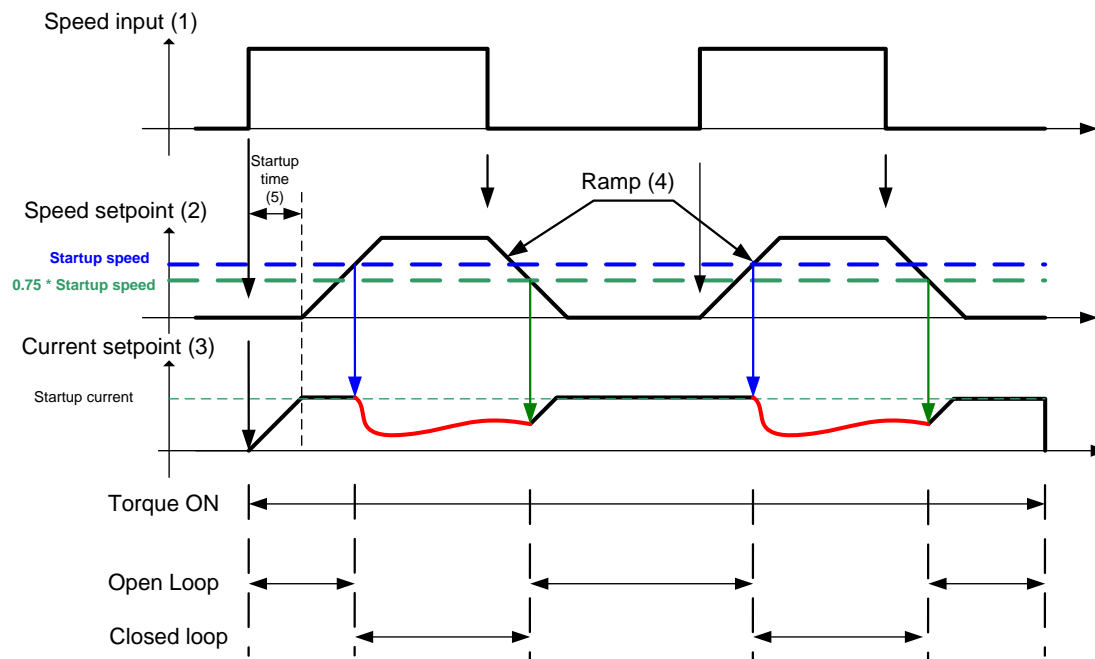 Speed input (1)
Startup
time
(5)
Ramp (4)
Speed setpoint (2)
Startup speed
0.75 * Startup speed
Current setpoint (3)
Startup current
Torque ON
Open Loop
Closed loop